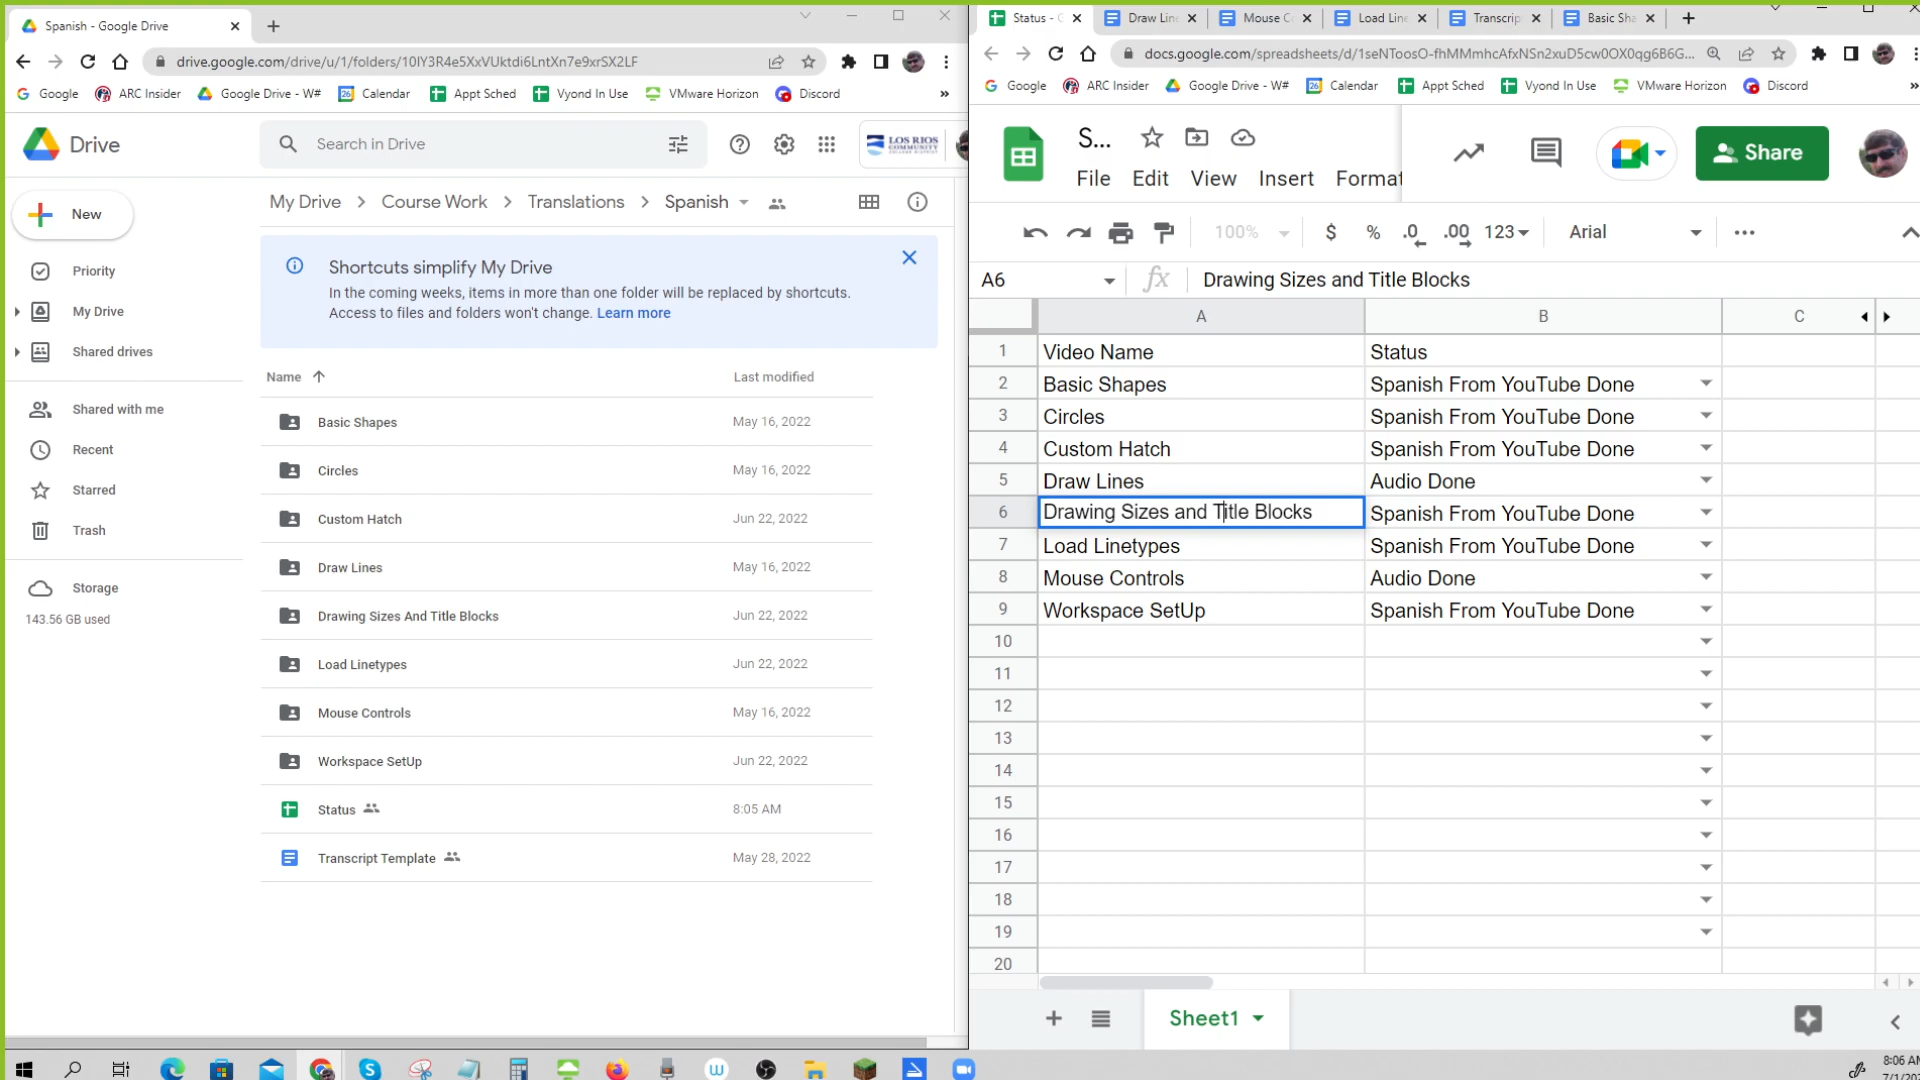 Spanish - Google Drive
drive.google.com/drive/u/1/folders/10IY3R4e5XxVUktdi6LntXn7e9xrSX2LF
Google
ARC Insider
Google Drive - W#
Calendar
Appt Sched
Vyond In Use
VMware Horizon
Discord
»
Drive
Search in Drive
LOS RIOS
COMMUNITY
New
My Drive > Course Work > Translations > Spanish
Priority
My Drive
Shared drives
Shared with me
Recent
Starred
Trash
Storage
143.56 GB used
Shortcuts simplify My Drive
In the coming weeks, items in more than one folder will be replaced by shortcuts.
Access to files and folders won't change. Learn more
Name
Last modified
Basic Shapes May 16, 2022
Circles May 16, 2022
Custom Hatch Jun 22, 2022
Draw Lines May 16, 2022
Drawing Sizes And Title Blocks Jun 22, 2022
Load Linetypes Jun 22, 2022
Mouse Controls May 16, 2022
Workspace SetUp Jun 22, 2022
Status 8:05 AM
Transcript Template May 28, 2022
Status -
Draw Line
Mouse C
Load Line
Transcrip
Basic Sha
docs.google.com/spreadsheets/d/1seNToosO-fhMMmhcAfxNSn2xuD5cw0OX0qg6B6G...
Google
ARC Insider
Google Drive - W#
Calendar
Appt Sched
Vyond In Use
VMware Horizon
Discord
»
S...
File Edit View Insert Format
Share
100% $ % .0 .00 123 Arial
A6 fx Drawing Sizes and Title Blocks
A B C
1 Video Name Status
2 Basic Shapes Spanish From YouTube Done
3 Circles Spanish From YouTube Done
4 Custom Hatch Spanish From YouTube Done
5 Draw Lines Audio Done
6 Drawing Sizes and Title Blocks Spanish From YouTube Done
7 Load Linetypes Spanish From YouTube Done
8 Mouse Controls Audio Done
9 Workspace SetUp Spanish From YouTube Done
10
11
12
13
14
15
16
17
18
19
20
Sheet1
8:06 AM